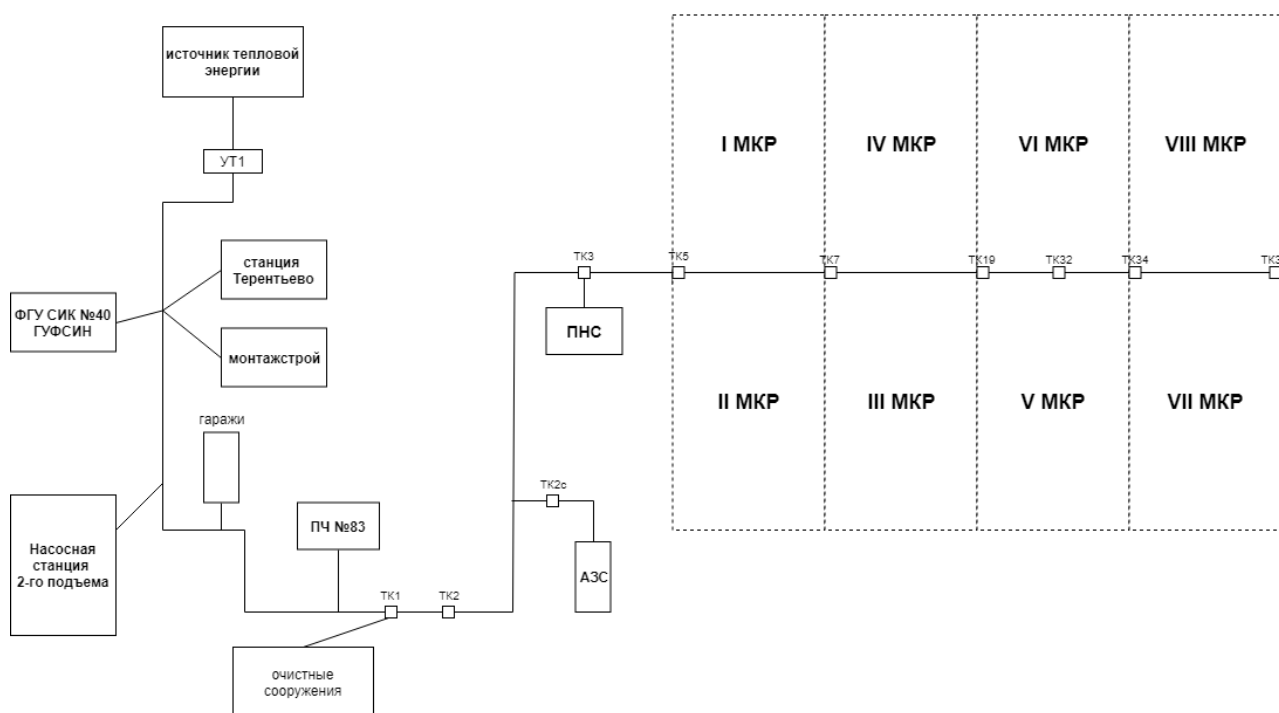 источник тепловой
энергии
УТ1
I МКР
IV МКР
VI МКР
VIII МКР
станция
Терентьево
ТК3
ТК5
ТК7
ТК19
ТК32
ТК34
ТК3
ФГУ СИК №40
ГУФСИН
ПНС
монтажстрой
II МКР
III МКР
V МКР
VII МКР
гаражи
ТК2с
ПЧ №83
Насосная
станция
2-го подъема
АЗС
ТК1
ТК2
очистные
сооружения